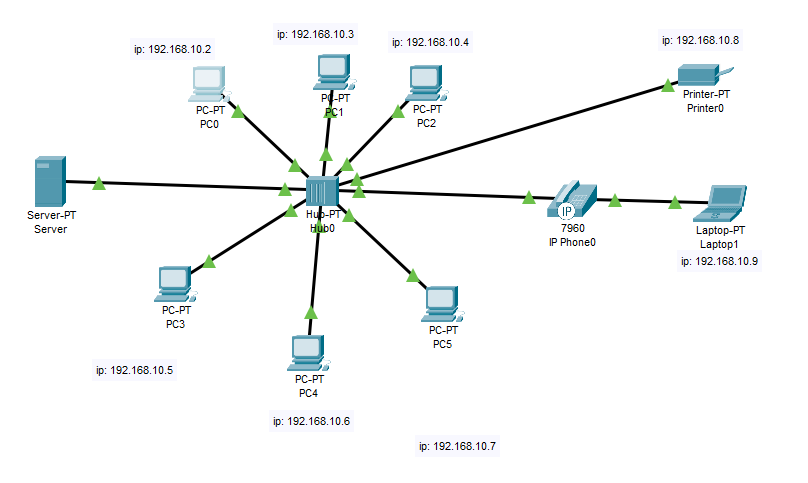 ip: 192.168.10.2
ip: 192.168.10.3
ip: 192.168.10.4
ip: 192.168.10.8
PC-PT
PC0
PC-PT
PC1
PC-PT
PC2
Printer-PT
Printer0
Server-PT
Server
Hub-PT
Hub0
IP
7960
IP Phone0
Laptop-PT
Laptop1
ip: 192.168.10.9
PC-PT
PC3
PC-PT
PC4
PC-PT
PC5
ip: 192.168.10.5
ip: 192.168.10.6
ip: 192.168.10.7